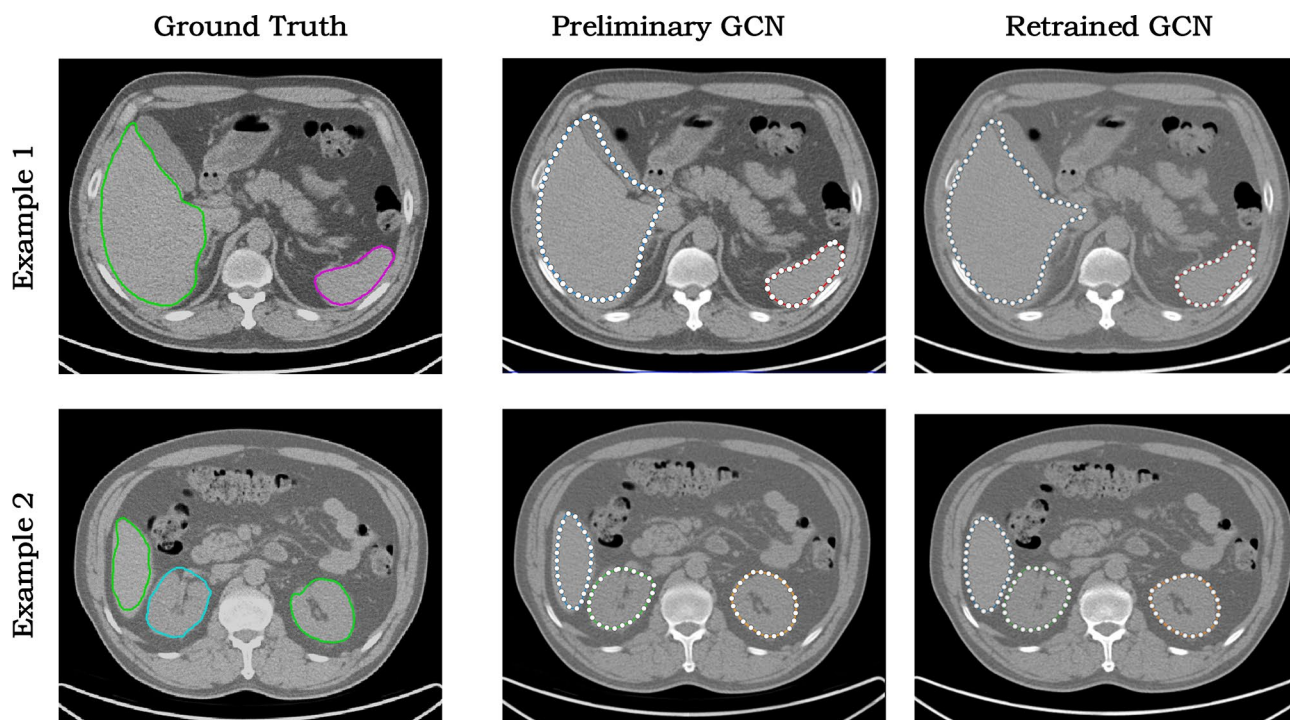 Ground Truth
Preliminary GCN
Retrained GCN
Example 1
Example 2